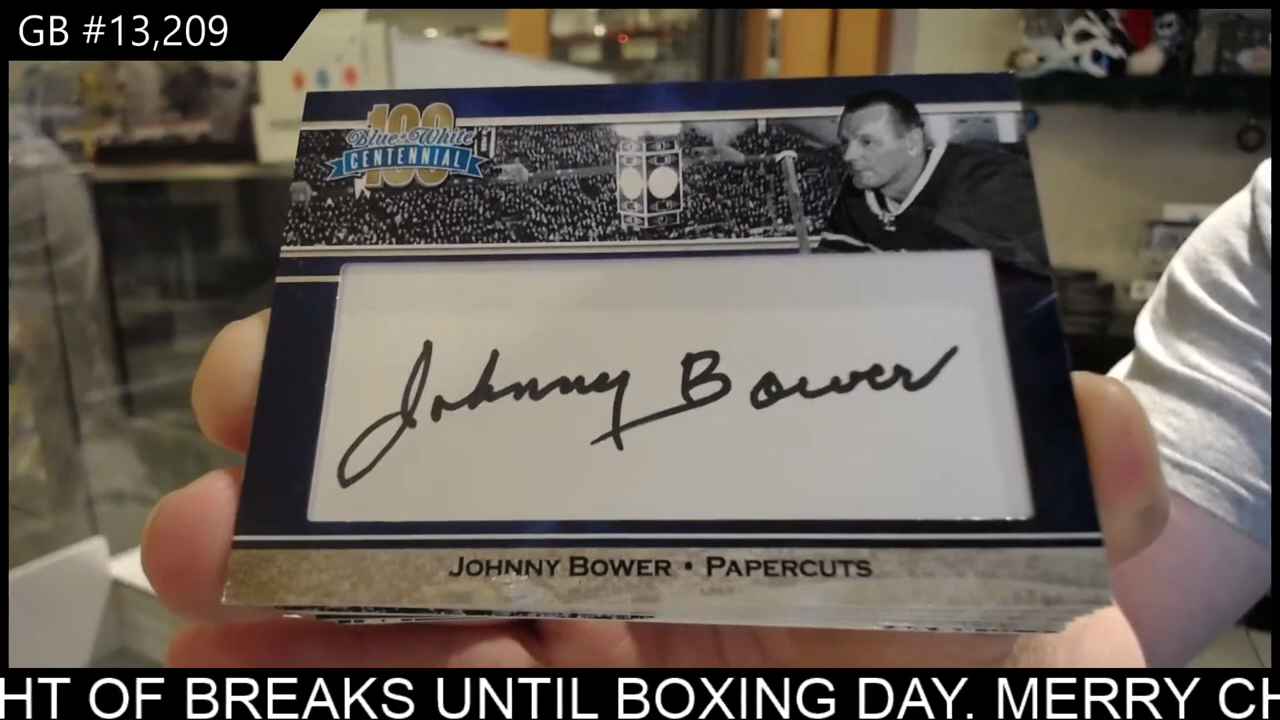 GB #13,209
100
Blue & White
CENTENNIAL
Johnny Bower
JOHNNY BOWER • PAPERCUTS
HT OF BREAKS UNTIL BOXING DAY. MERRY CH